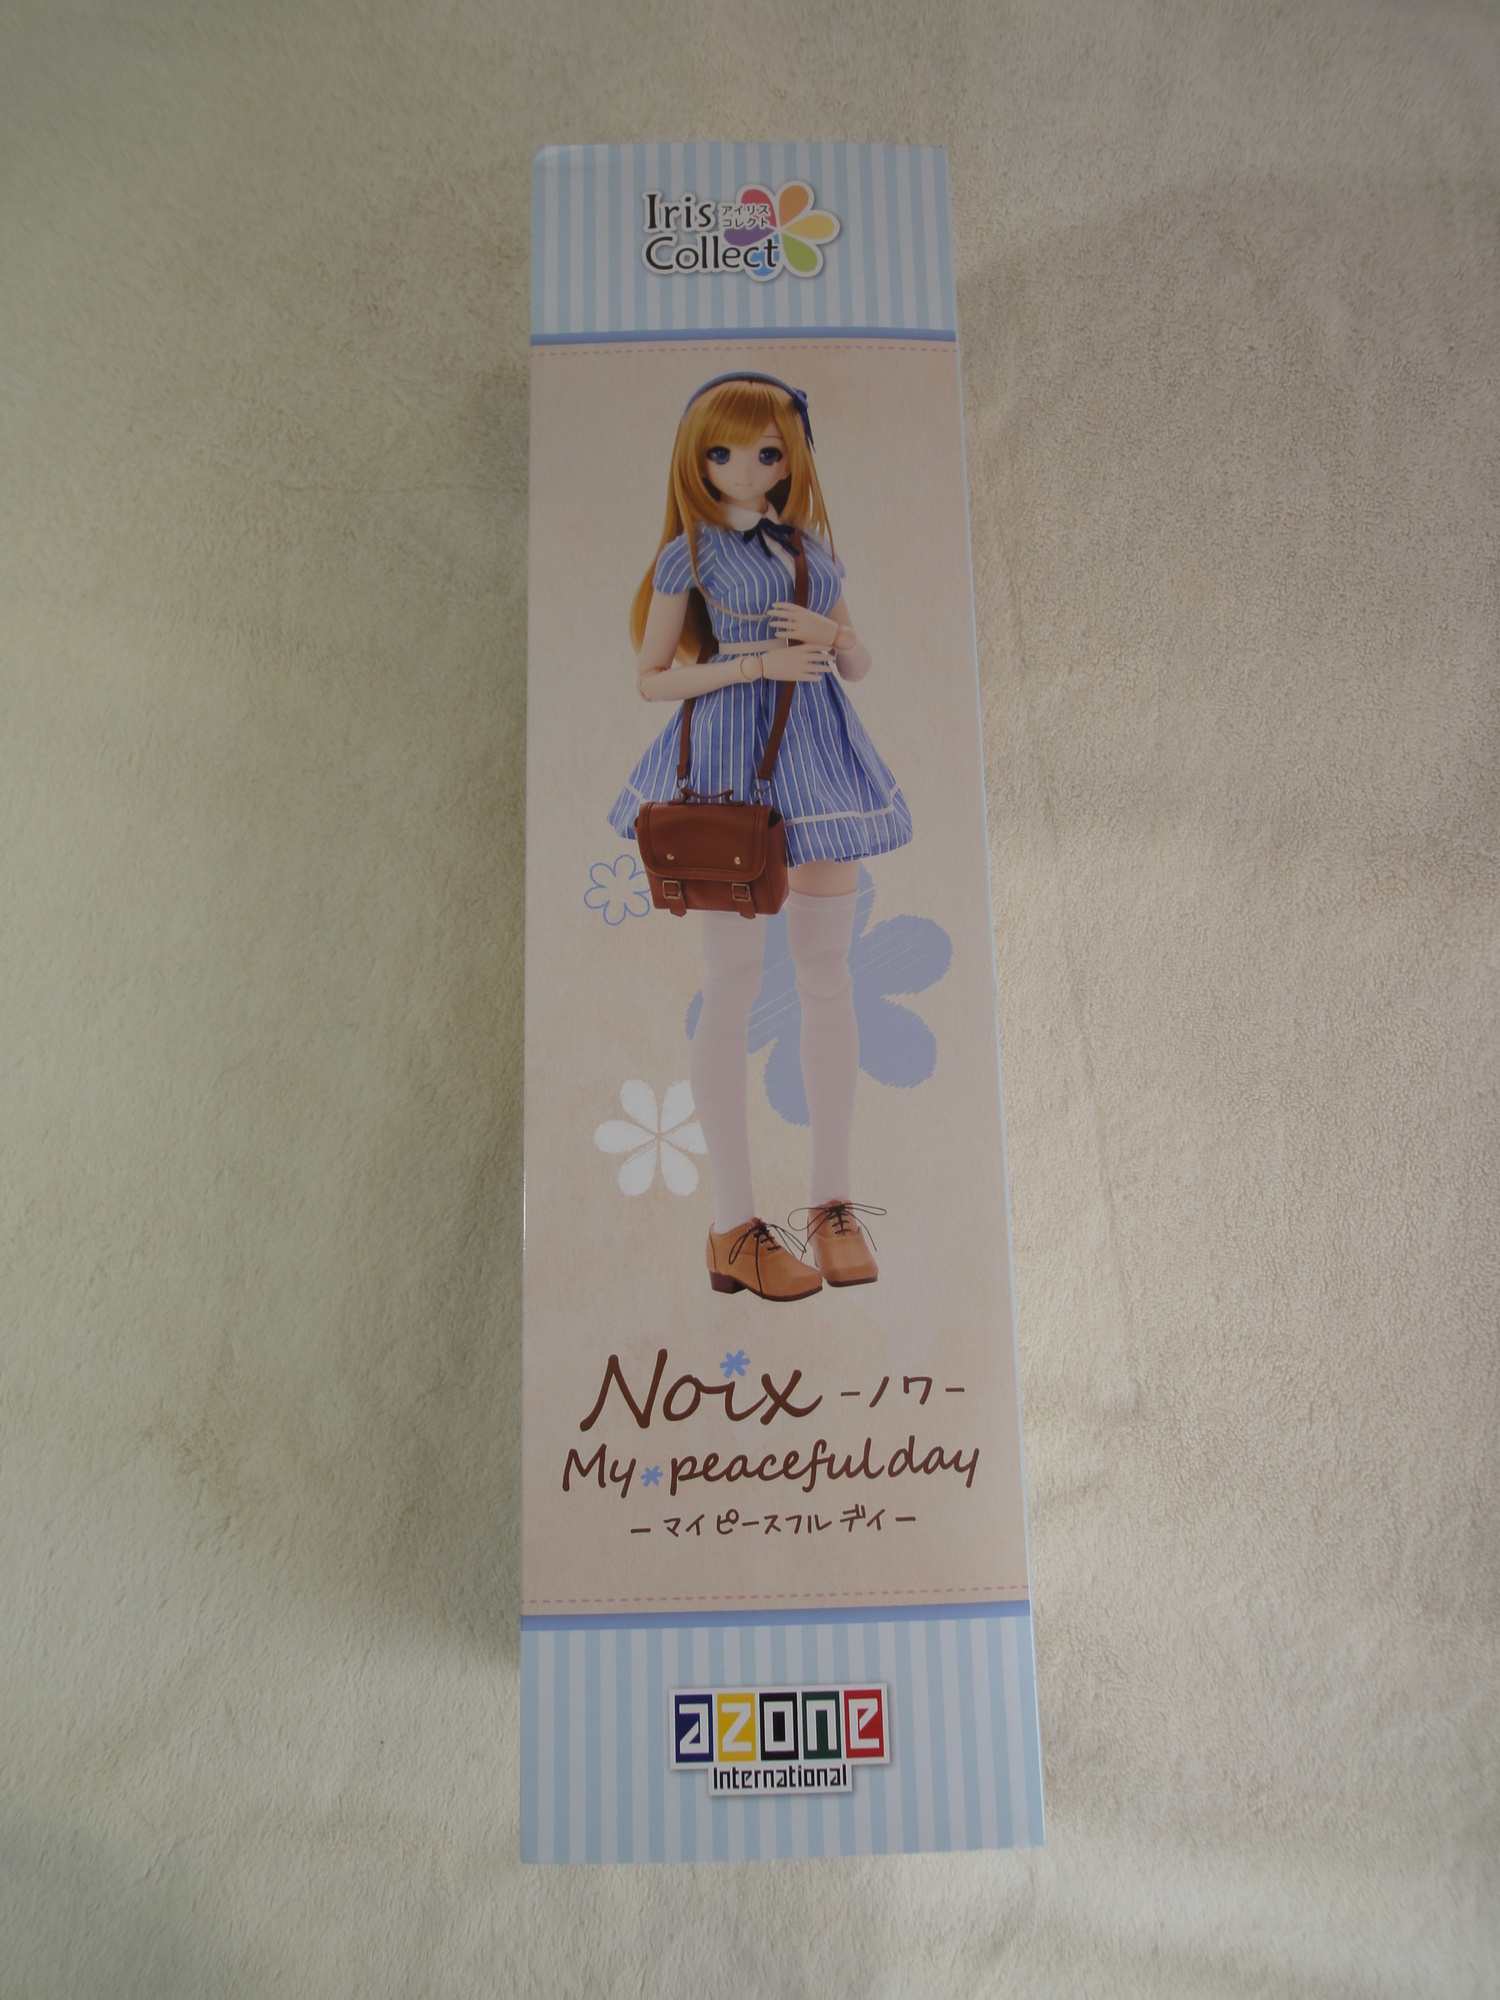 Iris アイリス
Collect コレクト
Noix -ノワ-
My peaceful day
-マイピースフルデイ-
azone
International